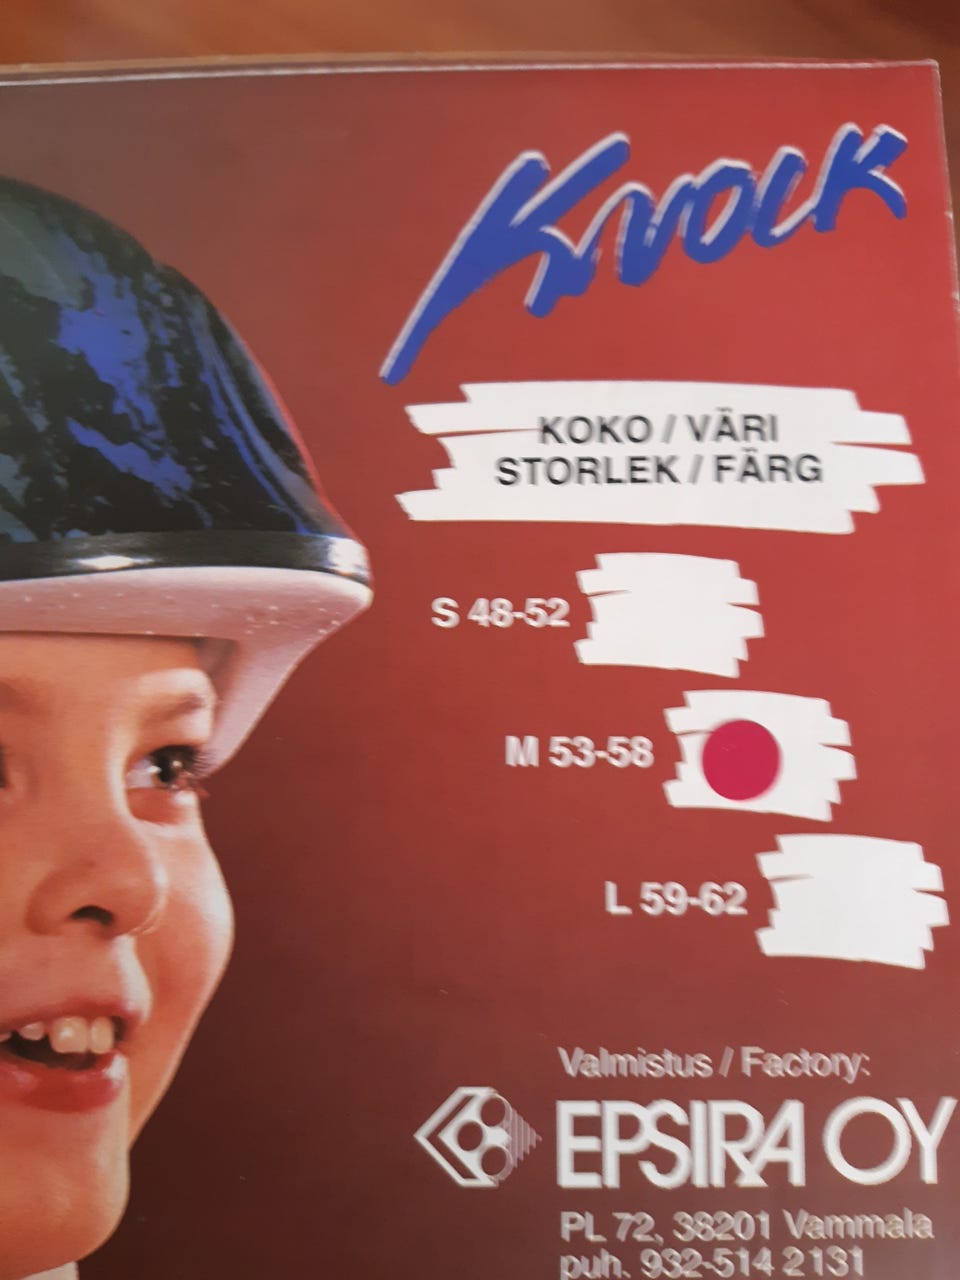 Knock
KOKO / VÄRI
STORLEK / FÄRG
S 48-52
M 53-58
L 59-62
Valmistus / Factory:
EPSIRA OY
PL 72, 38201 Vammala
puh. 932-514 2131